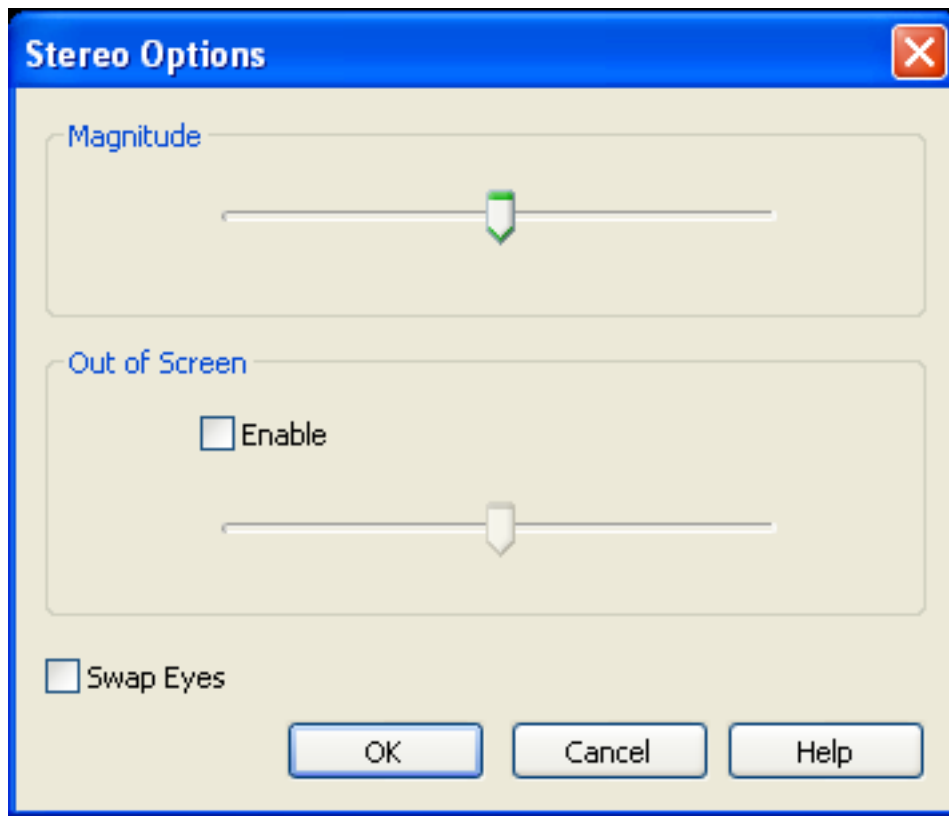 Stereo Options
Magnitude
Out of Screen
Enable
Swap Eyes
OK Cancel Help